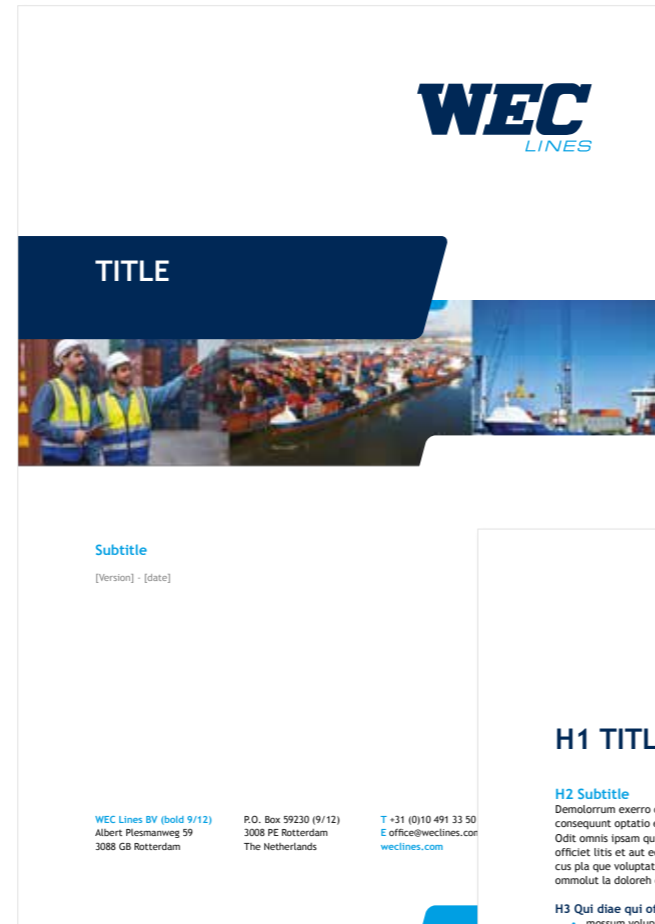 WEC
LINES
TITLE
Subtitle
[Version] - [date]
WEC Lines BV (bold 9/12)
Albert Plesmanweg 59
3088 GB Rotterdam
P.O. Box 59230 (9/12)
3008 PE Rotterdam
The Netherlands
T +31 (0)10 491 33 50
E office@weclines.com
weclines.com
H1 TITL
H2 Subtitle
Demolorrum exerro
consequunt optatio
Odit omnis ipsam qu
officiet litis et aut
cus pla que voluptat
ommolut la doloreh
H3 Qui diae qui of
mossum volup